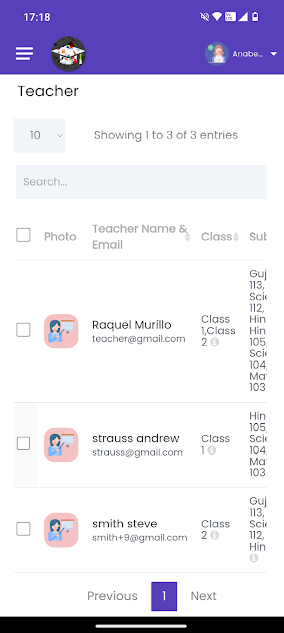 17:18
Anabe...
Teacher
10
Showing 1 to 3 of 3 entries
Search...
Photo
Teacher Name &
Email
Class
Sub
Raquel Murillo
teacher@gmail.com
Class
1,Class
2
Guj
113,
Scie
112,
Hin
105,
Scie
104,
Mat
103
strauss andrew
strauss@gmail.com
Class
1
Hin
105,
Scie
104,
Mat
103
smith steve
smith+9@gmail.com
Class
2
Guj
113,
Scie
112,
Hin
Previous
1
Next